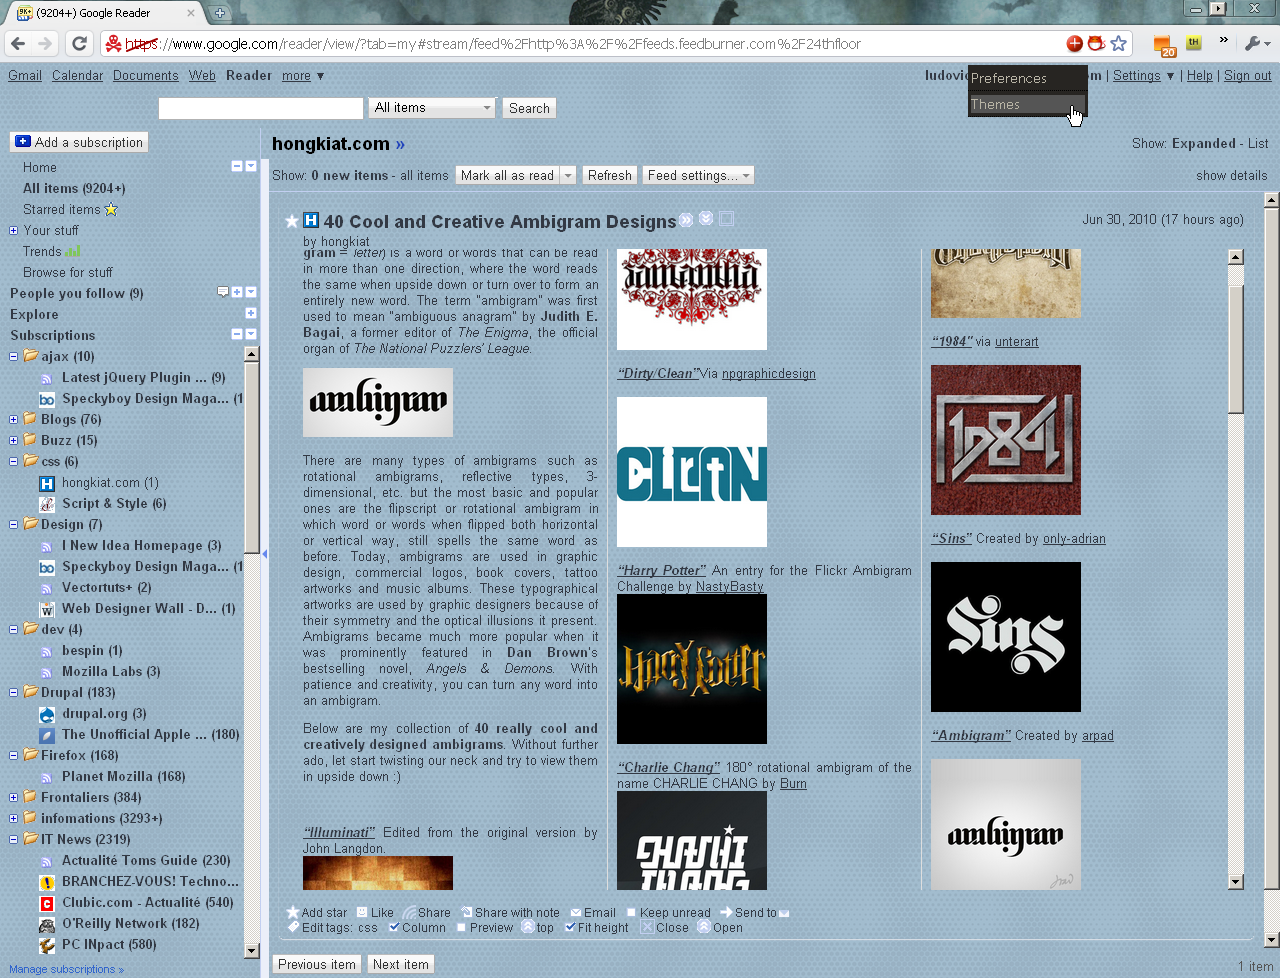 (9204+) Google Reader
https://www.google.com/reader/view/?tab=my#stream/feed%2Fhttp%3A%2F%2Ffeeds.feedburner.com%2F24thfloor
20
tH
Gmail Calendar Documents Web Reader more ▼
ludovic
m | Settings ▼ | Help | Sign out
Preferences
Themes
All items
Search
Add a subscription
Home
All items (9204+)
Starred items
Your stuff
Trends
Browse for stuff
People you follow (9)
Explore
Subscriptions
ajax (10)
Latest jQuery Plugin ... (9)
Speckyboy Design Maga... (1
Blogs (76)
Buzz (15)
css (6)
hongkiat.com (1)
Script & Style (6)
Design (7)
I New Idea Homepage (3)
Speckyboy Design Maga... (1
Vectortuts+ (2)
Web Designer Wall - D... (1)
dev (4)
bespin (1)
Mozilla Labs (3)
Drupal (183)
drupal.org (3)
The Unofficial Apple ... (180)
Firefox (168)
Planet Mozilla (168)
Frontaliers (384)
infomations (3293+)
IT News (2319)
Actualité Toms Guide (230)
BRANCHEZ-VOUS! Techno...
Clubic.com - Actualité (540)
O'Reilly Network (182)
PC INpact (580)
Manage subscriptions »
hongkiat.com »
Show: Expanded - List
Show: 0 new items - all items
Mark all as read
Refresh
Feed settings...
show details
40 Cool and Creative Ambigram Designs
Jun 30, 2010 (17 hours ago)
by hongkiat
gram = letter) is a word or words that can be read
in more than one direction, where the word reads
the same when upside down or turn over to form an
entirely new word. The term "ambigram" was first
used to mean "ambiguous anagram" by Judith E.
Bagai, a former editor of The Enigma, the official
organ of The National Puzzlers' League.
ambigram
There are many types of ambigrams such as
rotational ambigrams, reflective types, 3-
dimensional, etc. but the most basic and popular
ones are the flipscript or rotational ambigram in
which word or words when flipped both horizontal
or vertical way, still spells the same word as
before. Today, ambigrams are used in graphic
design, commercial logos, book covers, tattoo
artworks and music albums. These typographical
artworks are used by graphic designers because of
their symmetry and the optical illusions it present.
Ambigrams became much more popular when it
was prominently featured in Dan Brown's
bestselling novel, Angels & Demons. With
patience and creativity, you can turn any word into
an ambigram.
Below are my collection of 40 really cool and
creatively designed ambigrams. Without further
ado, let start twisting our neck and try to view them
in upside down :)
“Illuminati” Edited from the original version by
John Langdon.
samantha
“Dirty/Clean”Via npgraphicdesign
“Harry Potter” An entry for the Flickr Ambigram
Challenge by NastyBasty
Harry Potter
“Charlie Chang” 180° rotational ambigram of the
name CHARLIE CHANG by Burn
“1984” via unterart
1984
“Sins” Created by only-adrian
Sins
“Ambigram” Created by arpad
ambigram
Add star Like Share Share with note Email Keep unread Send to
Edit tags: css Column Preview top Fit height Close Open
Previous item
Next item
1 item